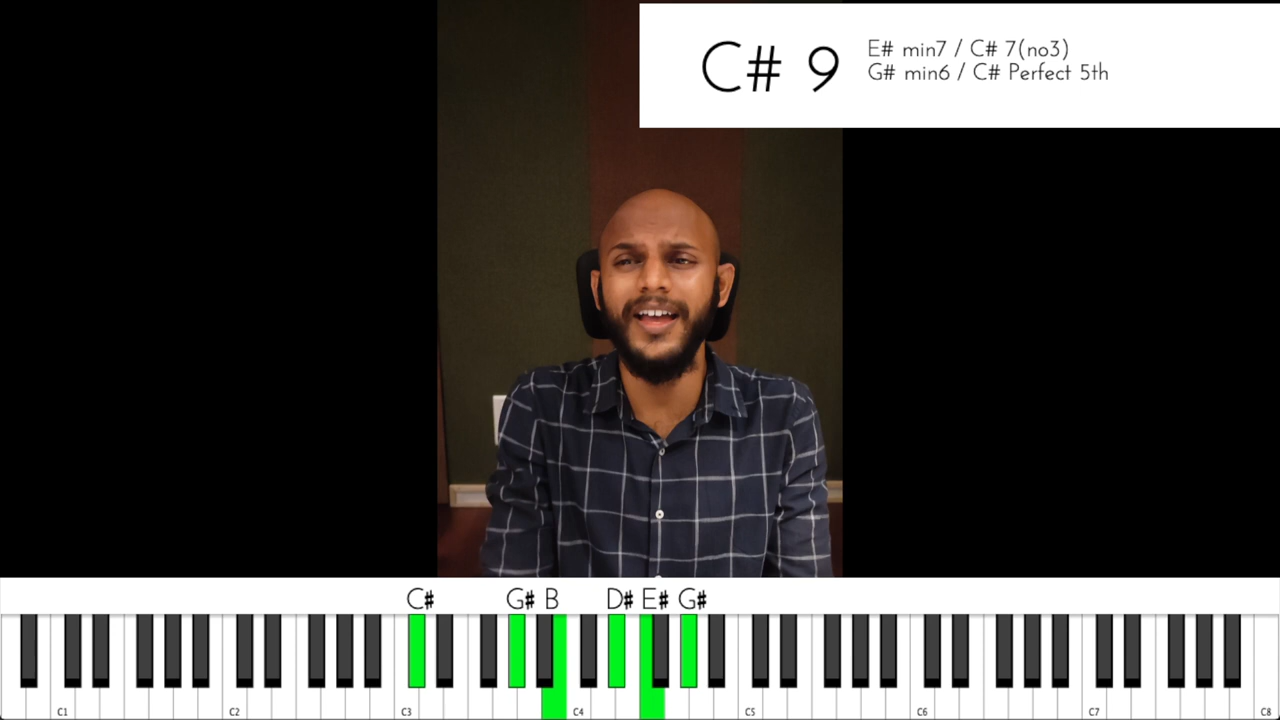 C# 9
E# min7 / C# 7(no3)
G# min6 / C# Perfect 5th
C# G# B D# E# G#
C1 C2 C3 C4 C5 C6 C7 C8